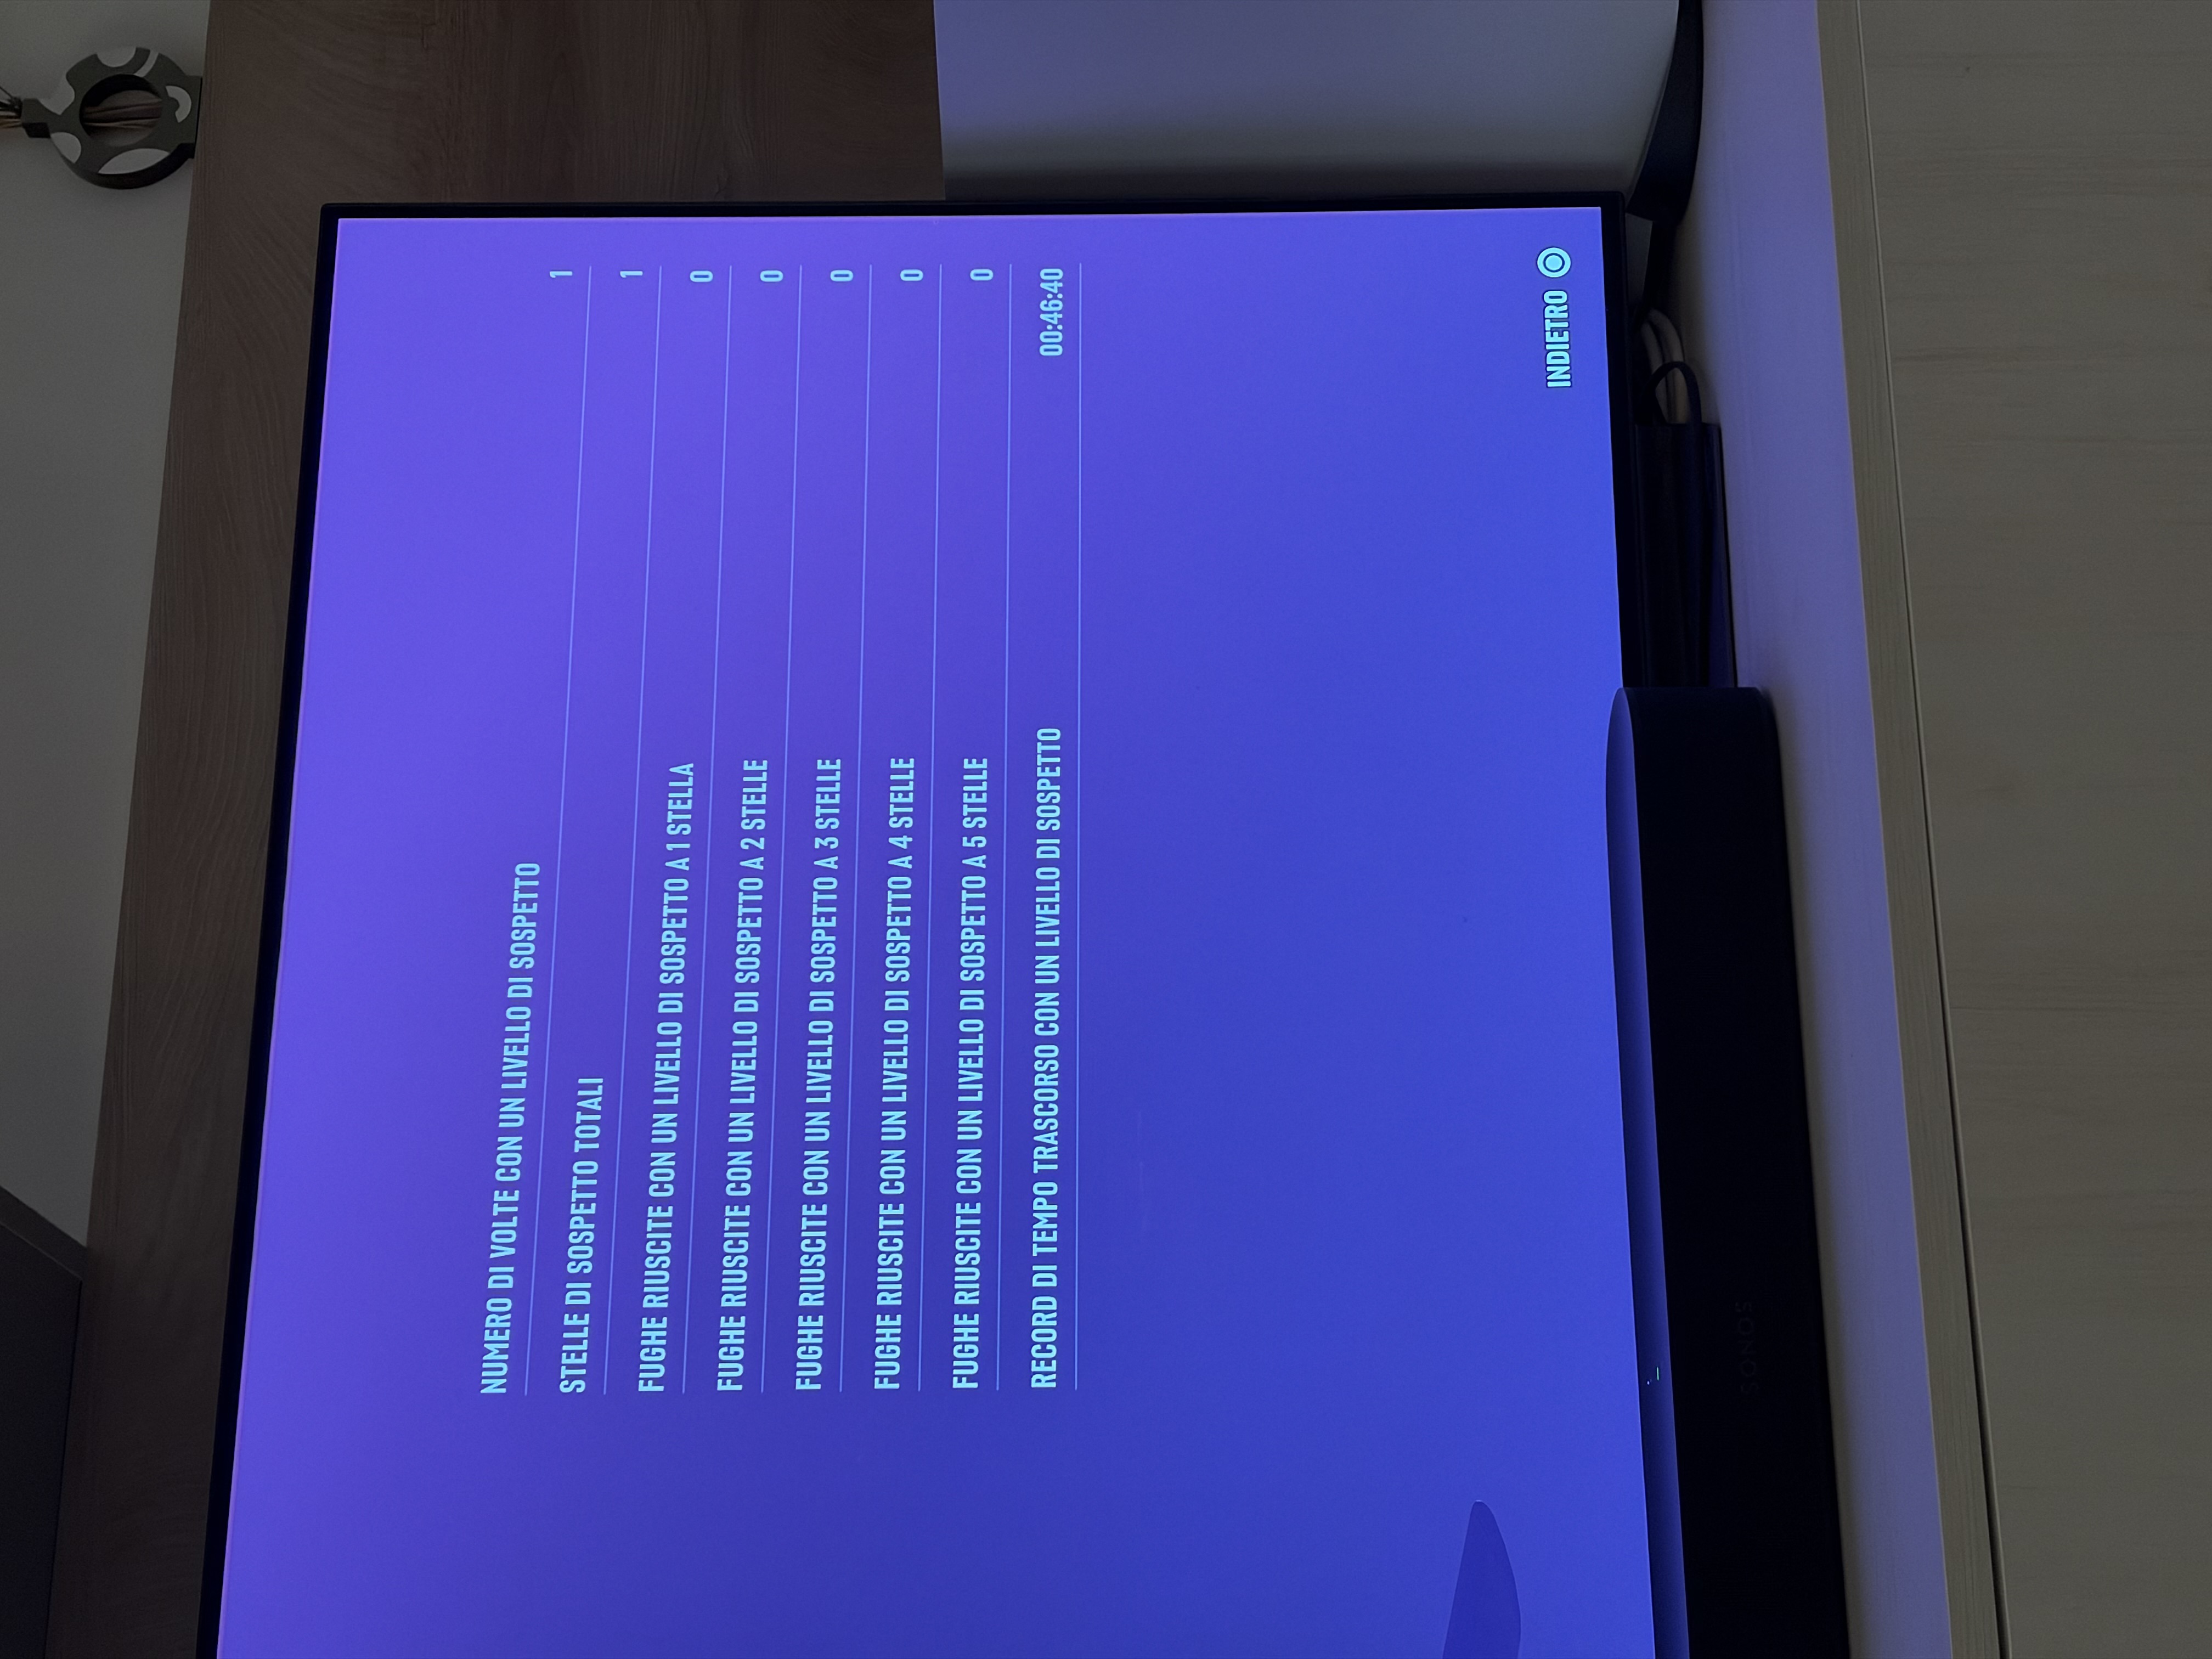 NUMERO DI VOLTE CON UN LIVELLO DI SOSPETTO 1
STELLE DI SOSPETTO TOTALI 1
FUGHE RIUSCITE CON UN LIVELLO DI SOSPETTO A 1 STELLA 0
FUGHE RIUSCITE CON UN LIVELLO DI SOSPETTO A 2 STELLE 0
FUGHE RIUSCITE CON UN LIVELLO DI SOSPETTO A 3 STELLE 0
FUGHE RIUSCITE CON UN LIVELLO DI SOSPETTO A 4 STELLE 0
FUGHE RIUSCITE CON UN LIVELLO DI SOSPETTO A 5 STELLE 0
RECORD DI TEMPO TRASCORSO CON UN LIVELLO DI SOSPETTO 00:46:40
INDIETRO
SONOS